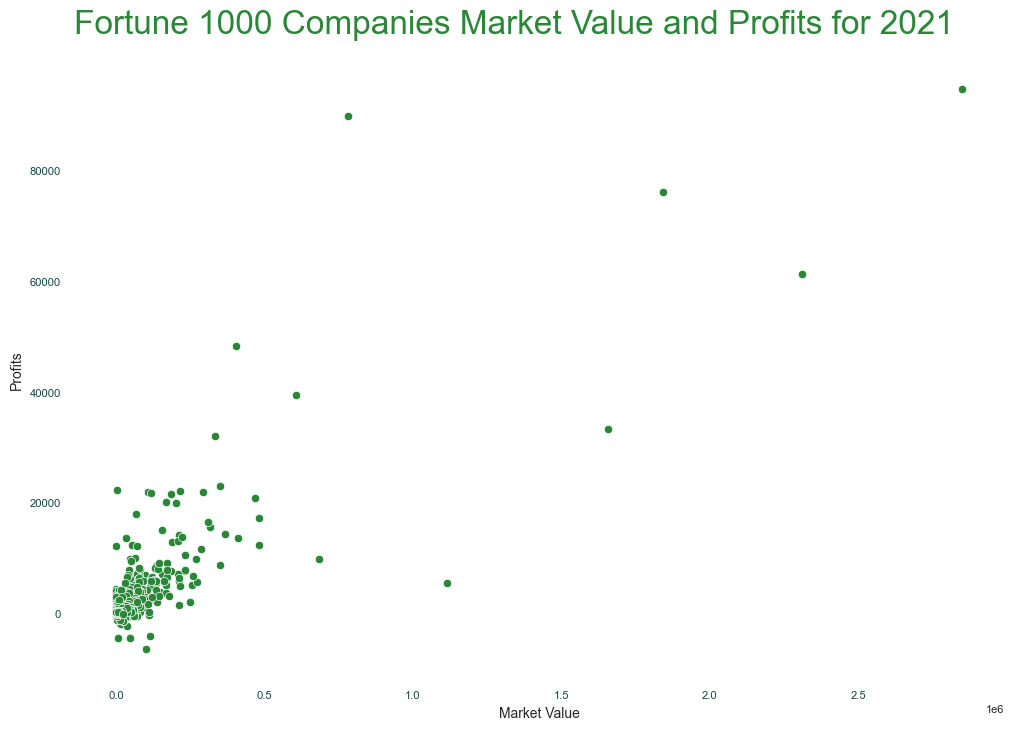 Fortune 1000 Companies Market Value and Profits for 2021
80000
60000
Profits
40000
20000
0
0.0 0.5 1.0 1.5 2.0 2.5
1e6
Market Value